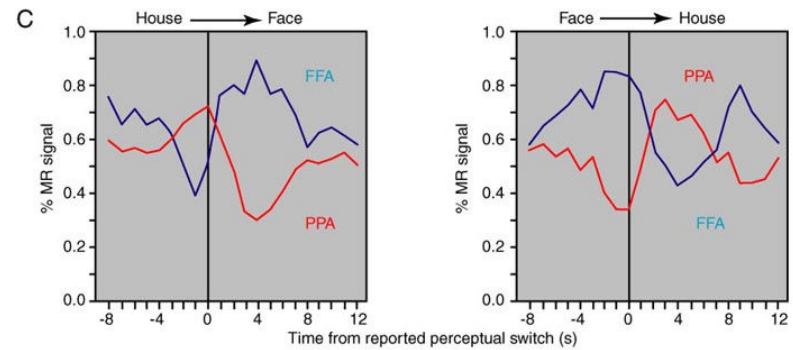 C
House → Face
1.0
0.8
0.6
0.4
0.2
0.0
% MR signal
FFA
PPA
-8 -4 0 4 8 12
Face → House
1.0
0.8
0.6
0.4
0.2
0.0
% MR signal
PPA
FFA
-8 -4 0 4 8 12
Time from reported perceptual switch (s)